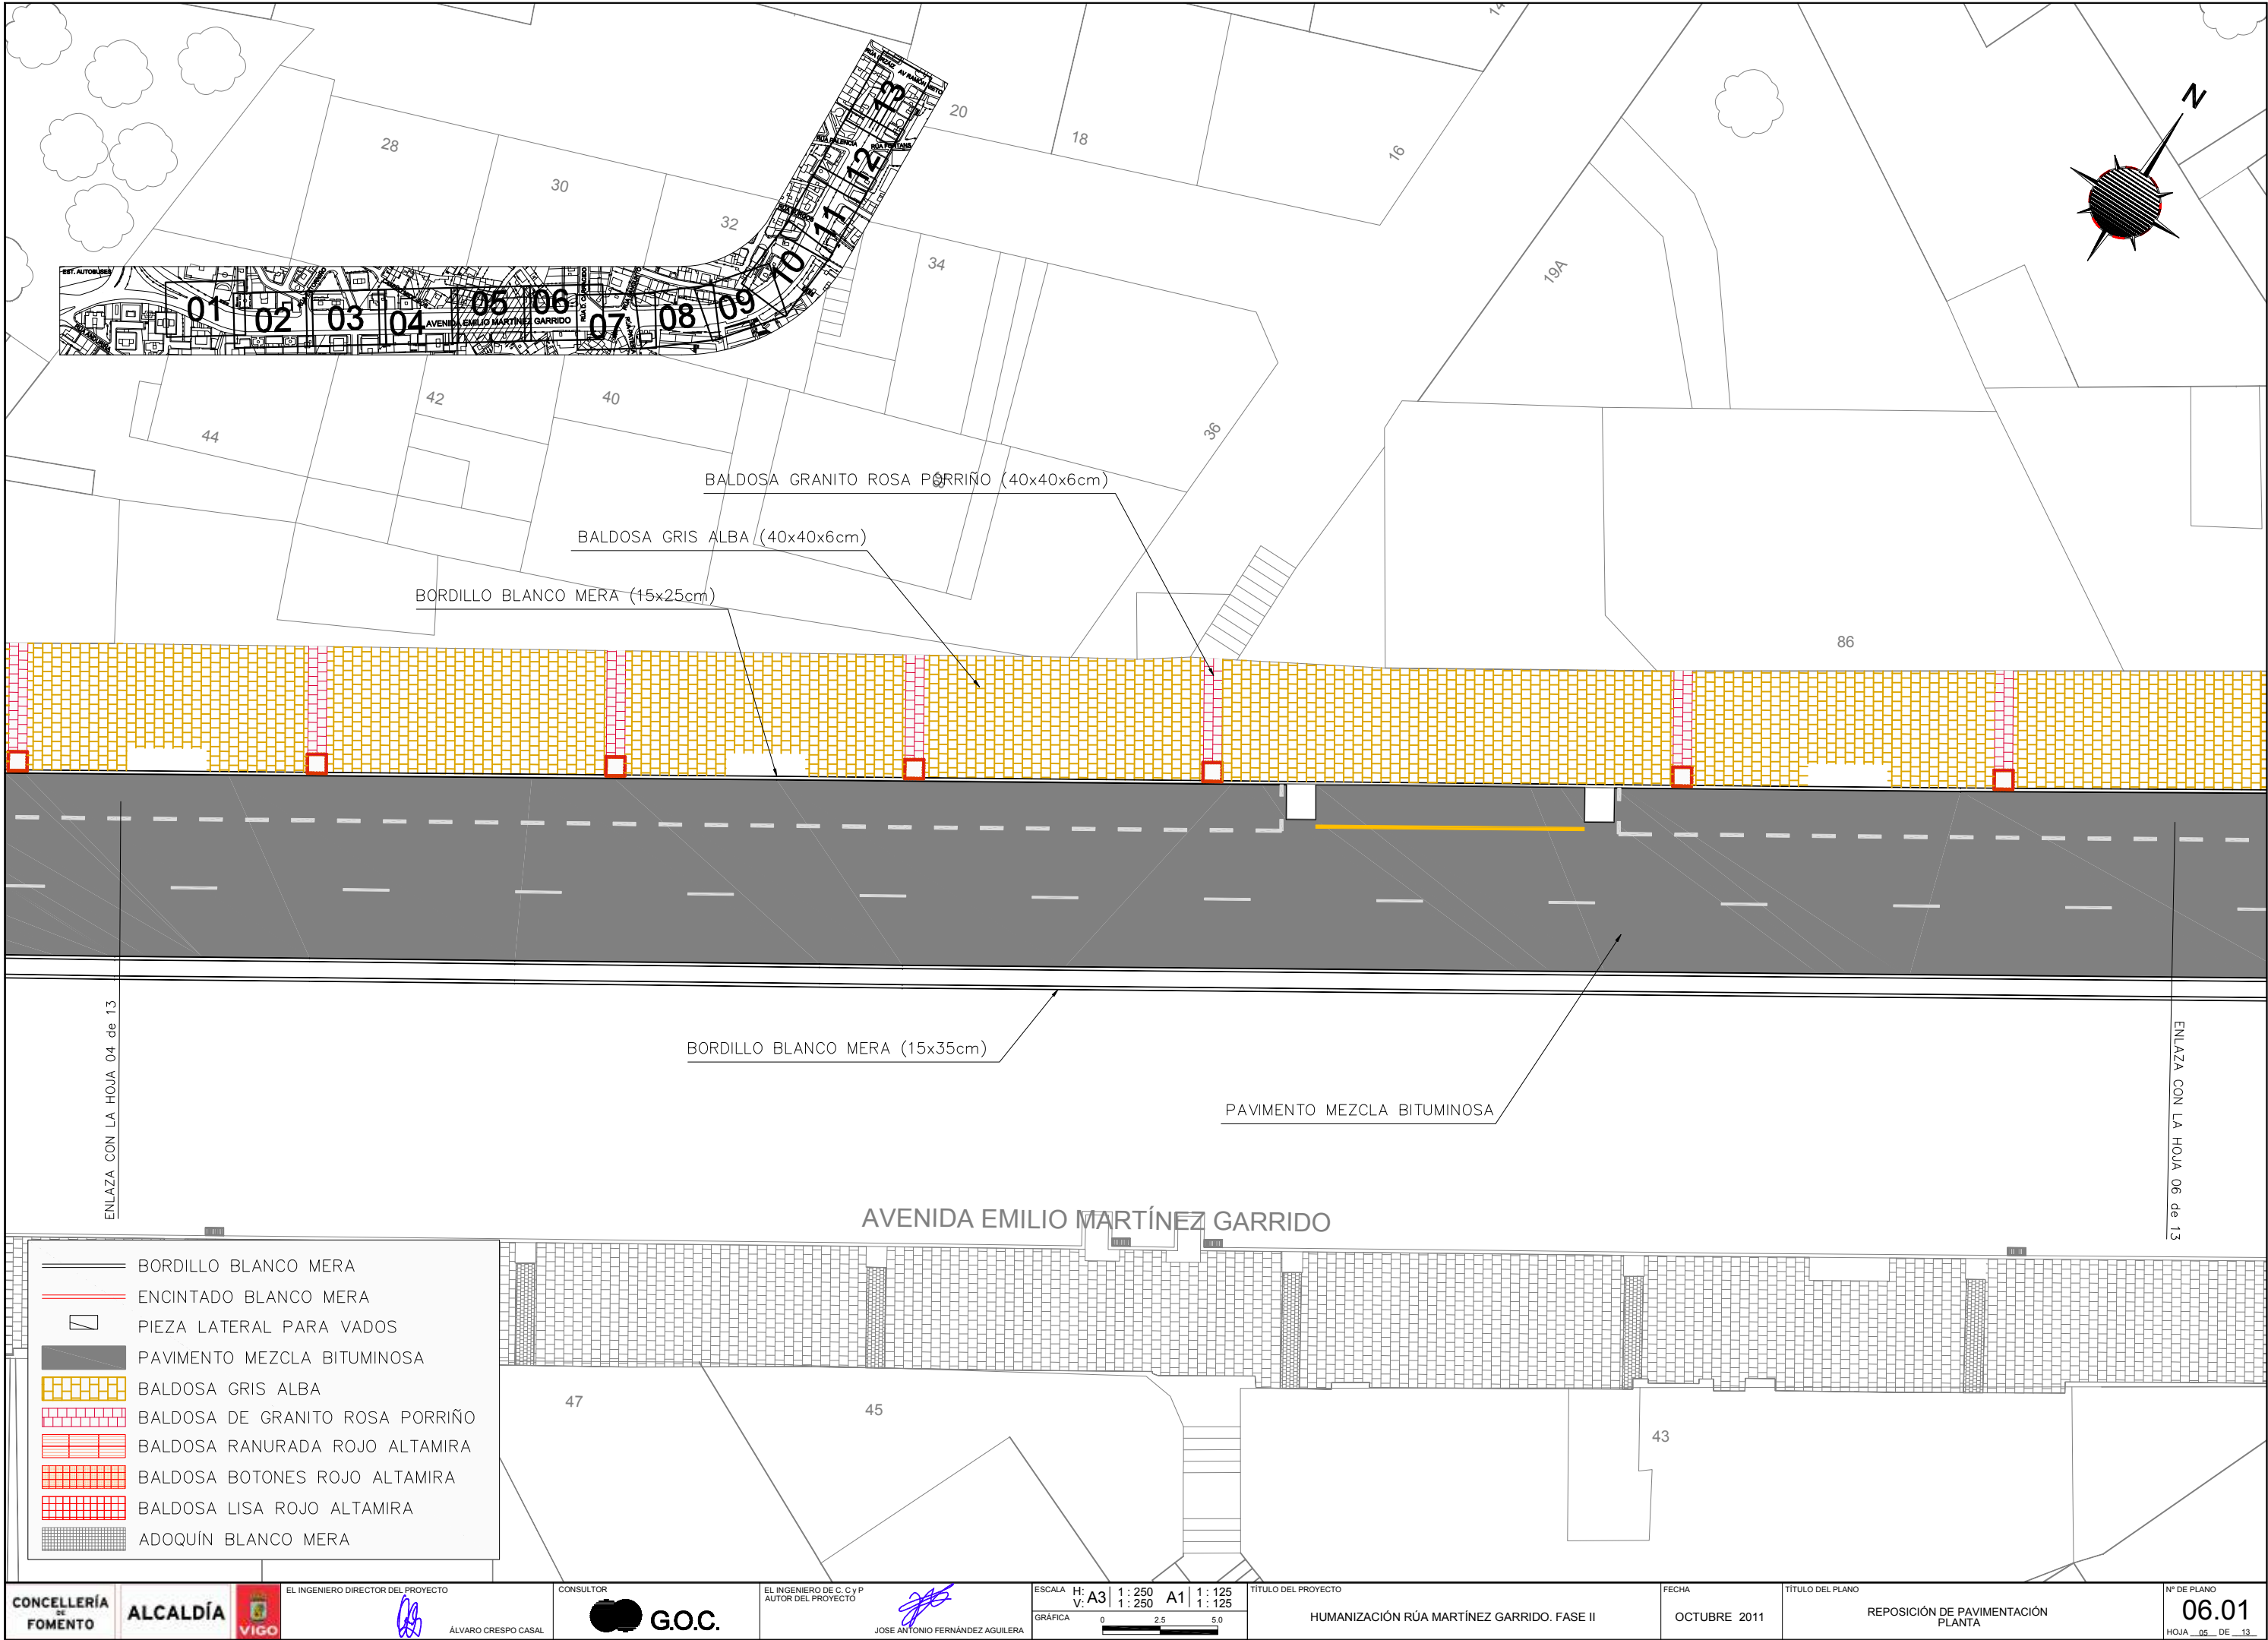 14
N
28
30
32
20
18
16
34
19A
44
42
40
36
86
EST. AUTOBUSES
01
02
03
04
05
06
07
08
09
10
11
12
13
AVENIDA EMILIO MARTÍNEZ GARRIDO
RÚA PALENCIA
BALDOSA GRANITO ROSA PORRIÑO (40x40x6cm)
BALDOSA GRIS ALBA (40x40x6cm)
BORDILLO BLANCO MERA (15x25cm)
BORDILLO BLANCO MERA (15x35cm)
PAVIMENTO MEZCLA BITUMINOSA
ENLAZA CON LA HOJA 04 de 13
ENLAZA CON LA HOJA 06 de 13
AVENIDA EMILIO MARTÍNEZ GARRIDO
47
45
43
BORDILLO BLANCO MERA
ENCINTADO BLANCO MERA
PIEZA LATERAL PARA VADOS
PAVIMENTO MEZCLA BITUMINOSA
BALDOSA GRIS ALBA
BALDOSA DE GRANITO ROSA PORRIÑO
BALDOSA RANURADA ROJO ALTAMIRA
BALDOSA BOTONES ROJO ALTAMIRA
BALDOSA LISA ROJO ALTAMIRA
ADOQUÍN BLANCO MERA
CONCELLERÍA
DE
FOMENTO
ALCALDÍA
VIGO
EL INGENIERO DIRECTOR DEL PROYECTO
ÁLVARO CRESPO CASAL
CONSULTOR
G.O.C.
EL INGENIERO DE C. C y P
AUTOR DEL PROYECTO
JOSE ANTONIO FERNÁNDEZ AGUILERA
ESCALA H: A3 1 : 250 A1 1 : 125
V: 1 : 250 1 : 125
GRÁFICA 0 2.5 5.0
TÍTULO DEL PROYECTO
HUMANIZACIÓN RÚA MARTÍNEZ GARRIDO. FASE II
FECHA
OCTUBRE 2011
TÍTULO DEL PLANO
REPOSICIÓN DE PAVIMENTACIÓN
PLANTA
Nº DE PLANO
06.01
HOJA 05 DE 13